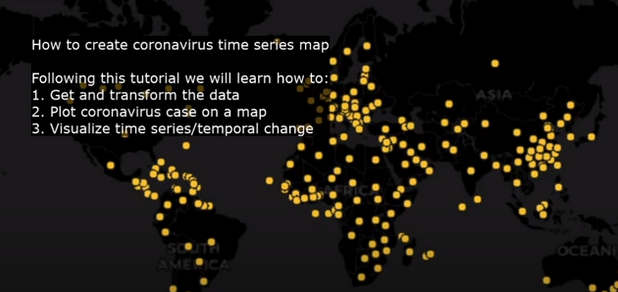 How to create coronavirus time series map
Following this tutorial we will learn how to:
1. Get and transform the data
2. Plot coronavirus case on a map
3. Visualize time series/temporal change
ASIA
AFRICA
SOUTH
AMERICA
OCEANI